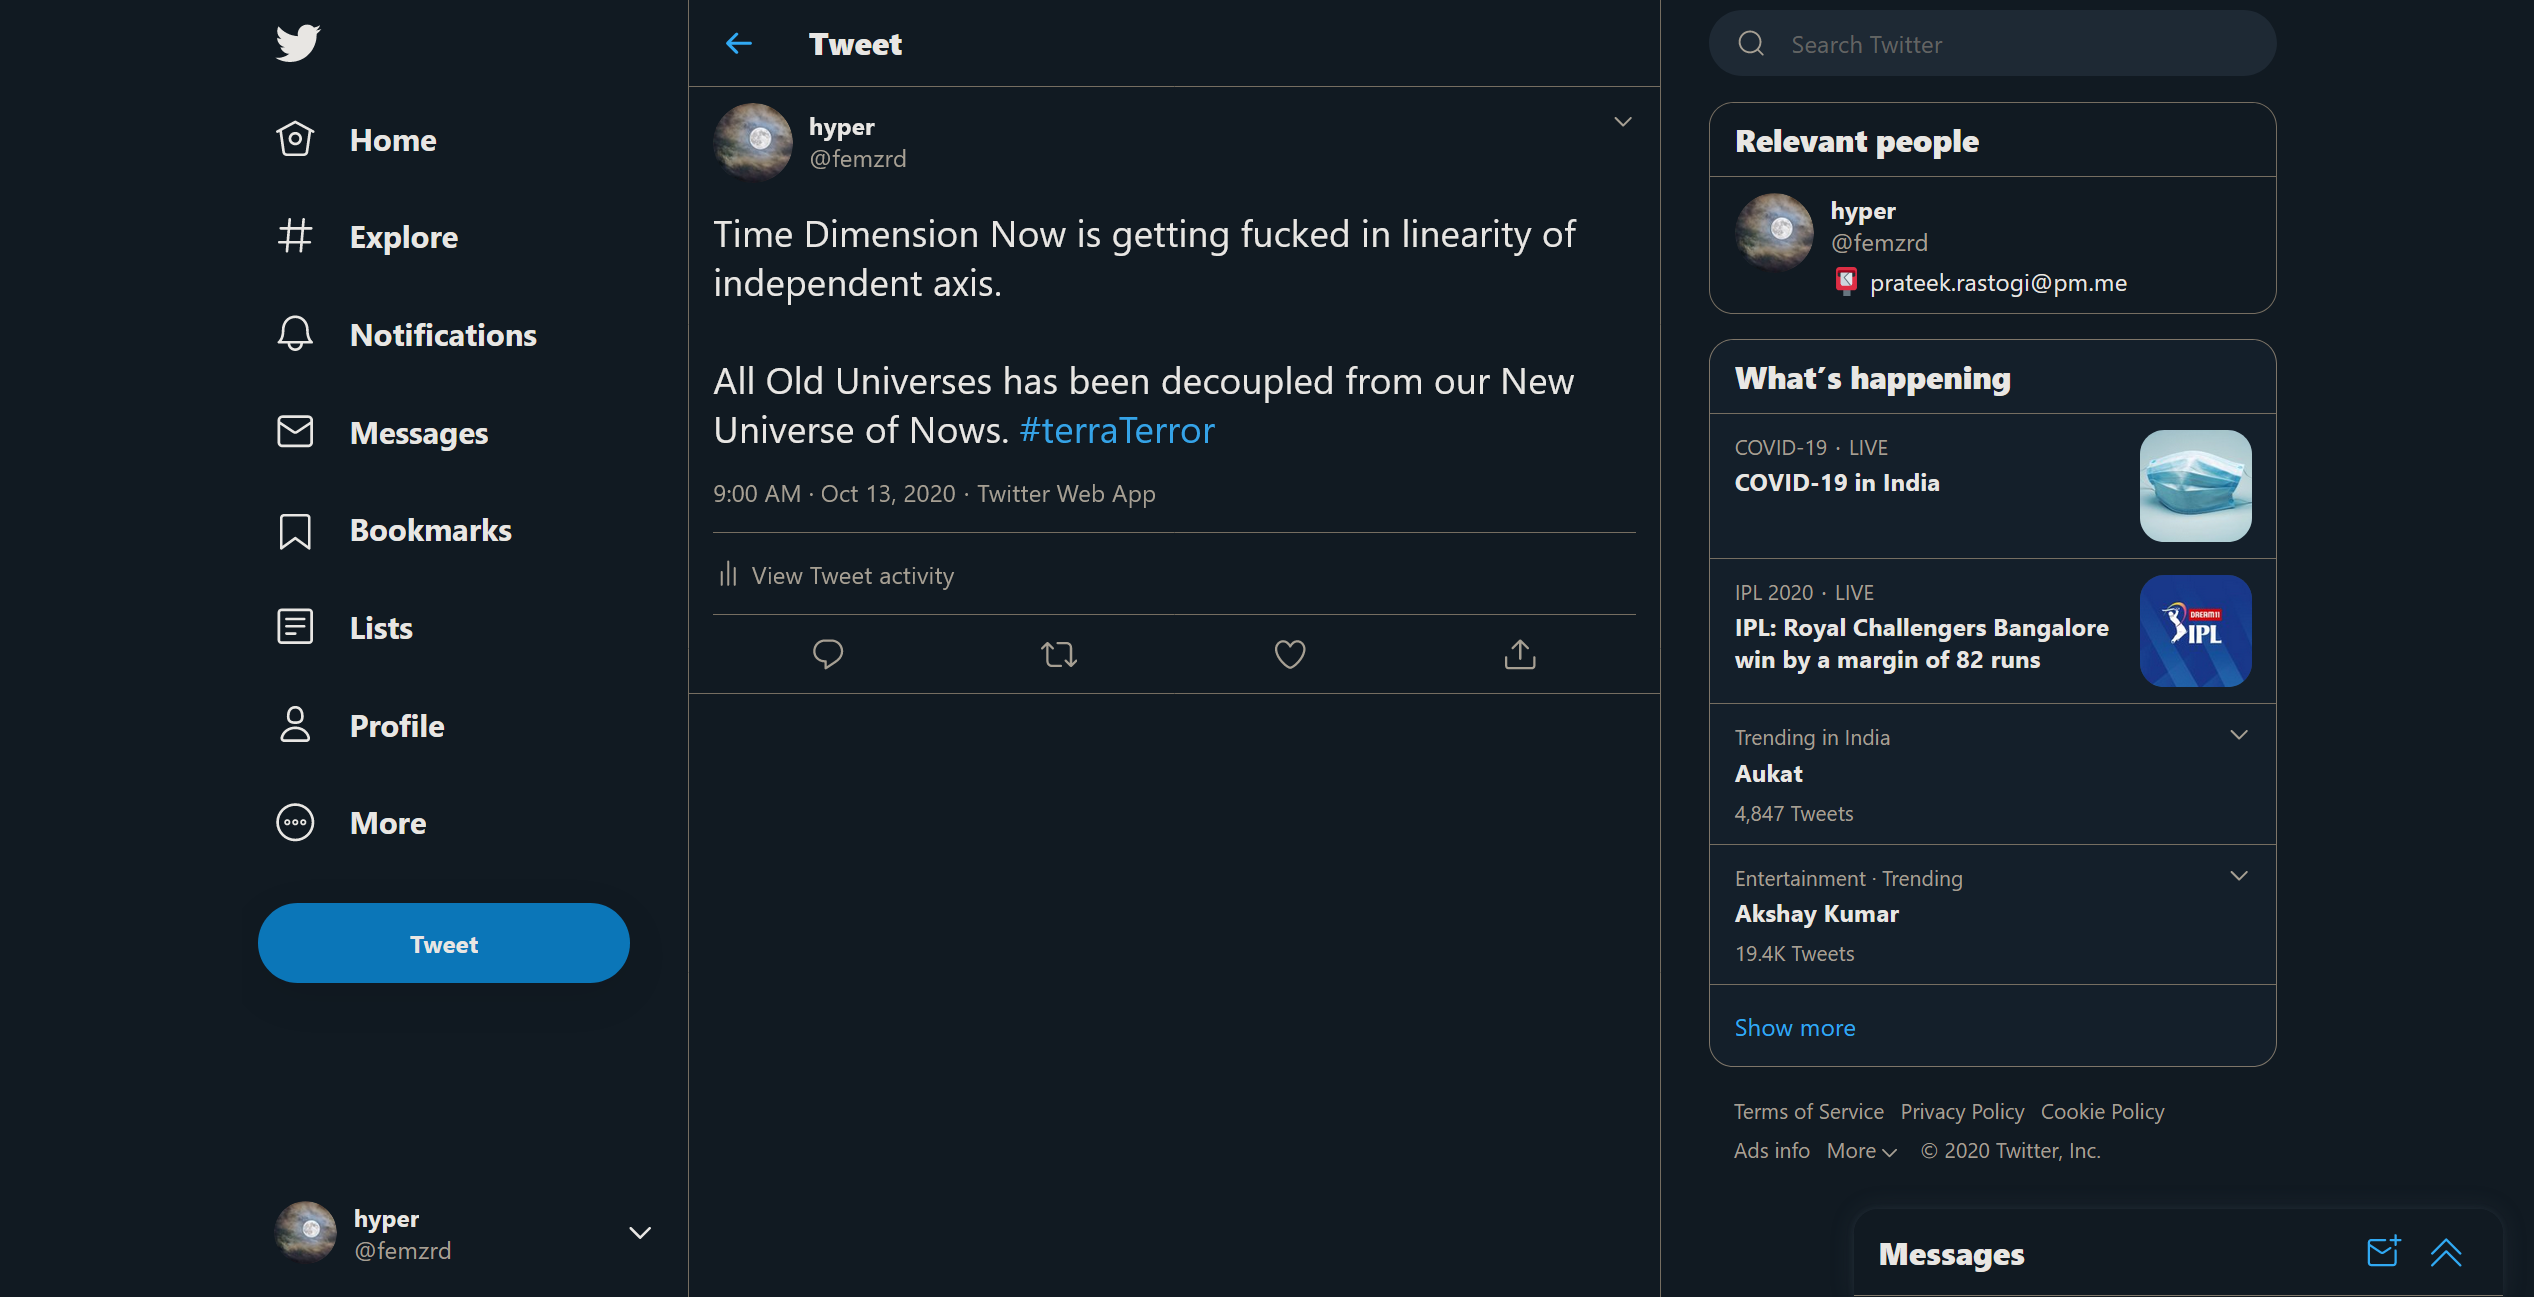 Home
Explore
Notifications
Messages
Bookmarks
Lists
Profile
More
Tweet
hyper
@femzrd
Tweet
hyper
@femzrd
Time Dimension Now is getting fucked in linearity of
independent axis.
All Old Universes has been decoupled from our New
Universe of Nows. #terraTerror
9:00 AM · Oct 13, 2020 · Twitter Web App
View Tweet activity
Search Twitter
Relevant people
hyper
@femzrd
prateek.rastogi@pm.me
What’s happening
COVID-19 · LIVE
COVID-19 in India
IPL 2020 · LIVE
IPL: Royal Challengers Bangalore
win by a margin of 82 runs
DREAM11
IPL
Trending in India
Aukat
4,847 Tweets
Entertainment · Trending
Akshay Kumar
19.4K Tweets
Show more
Terms of Service Privacy Policy Cookie Policy
Ads info More © 2020 Twitter, Inc.
Messages